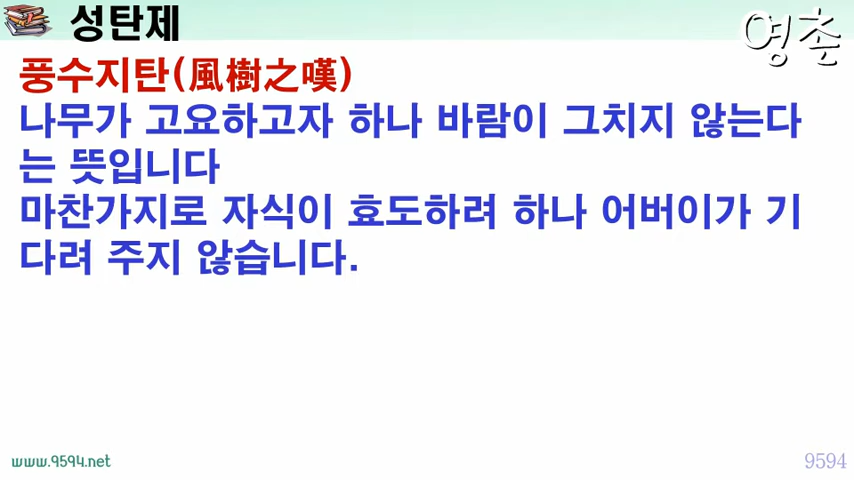 성탄제
영촌
풍수지탄(風樹之嘆)
나무가 고요하고자 하나 바람이 그치지 않는다
는 뜻입니다
마찬가지로 자식이 효도하려 하나 어버이가 기
다려 주지 않습니다.
www.9594.net
9594